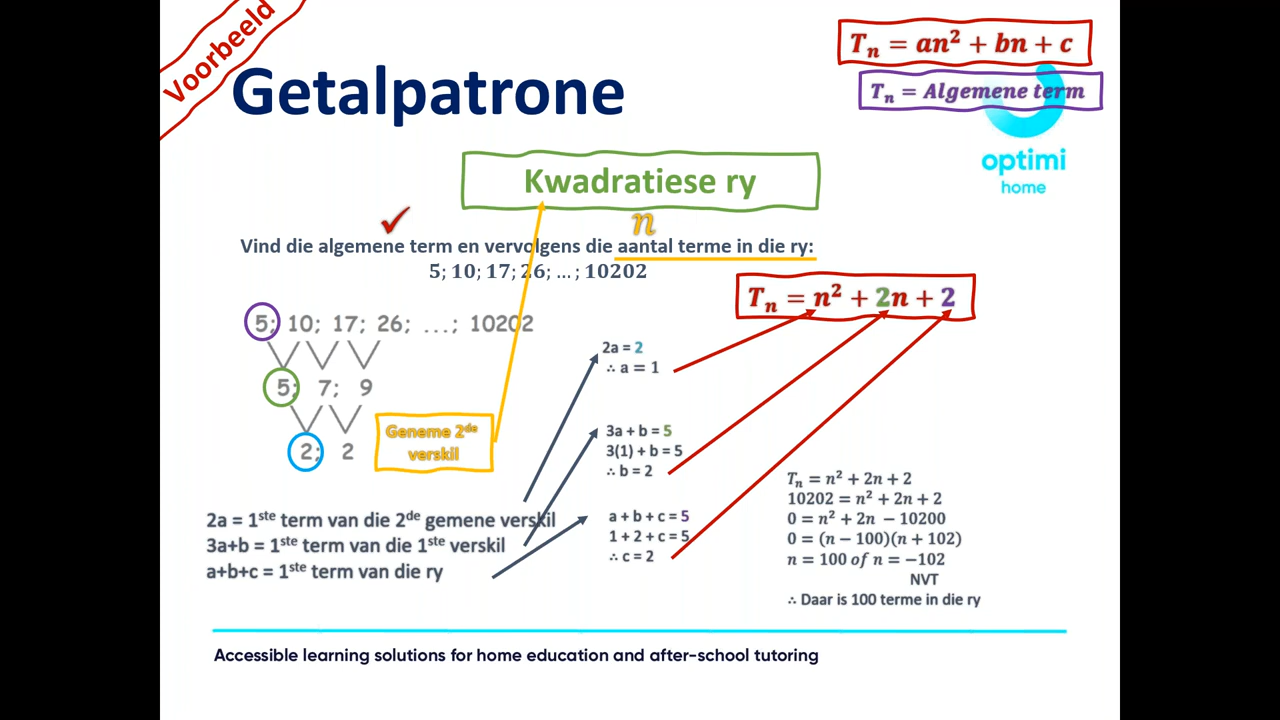 Voorbeeld
Getalpatrone
Tₙ = an² + bn + c
Tₙ = Algemene term
optimi
home
Kwadratiese ry
n
Vind die algemene term en vervolgens die aantal terme in die ry:
5; 10; 17; 26; … ; 10202
Tₙ = n² + 2n + 2
5; 10; 17; 26; ...; 10202
5; 7; 9
2; 2
Geneme 2de
verskil
2a = 2
∴ a = 1
3a + b = 5
3(1) + b = 5
∴ b = 2
2a = 1ste term van die 2de gemene verskil
3a+b = 1ste term van die 1ste verskil
a+b+c = 1ste term van die ry
a + b + c = 5
1 + 2 + c = 5
∴ c = 2
Tₙ = n² + 2n + 2
10202 = n² + 2n + 2
0 = n² + 2n − 10200
0 = (n − 100)(n + 102)
n = 100 of n = −102
NVT
∴ Daar is 100 terme in die ry
Accessible learning solutions for home education and after-school tutoring